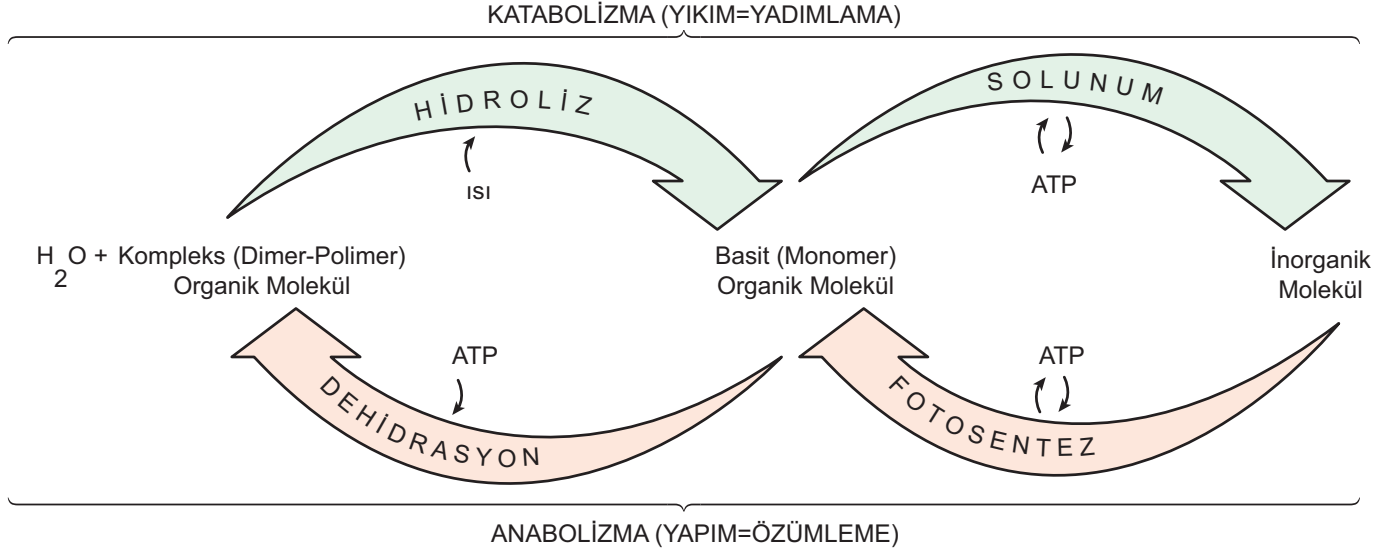 KATABOLİZMA (YIKIM=YADIMLAMA)
HİDROLİZ
SOLUNUM
ISI
ATP
H2O + Kompleks (Dimer-Polimer)
Organik Molekül
Basit (Monomer)
Organik Molekül
İnorganik
Molekül
ATP
ATP
DEHİDRASYON
FOTOSENTEZ
ANABOLİZMA (YAPIM=ÖZÜMLEME)